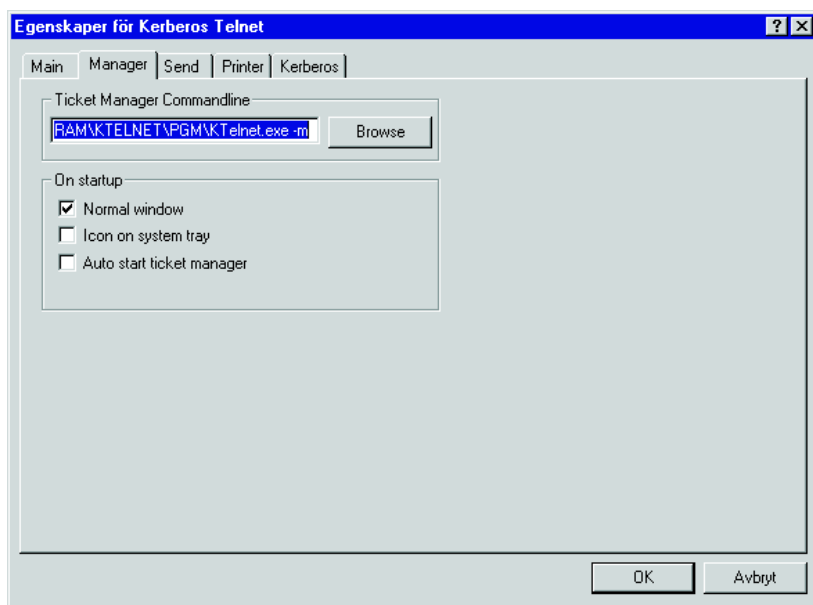 Egenskaper för Kerberos Telnet
Main Manager Send Printer Kerberos
Ticket Manager Commandline
RAM\KTELNET\PGM\KTelnet.exe -m Browse
On startup
Normal window
Icon on system tray
Auto start ticket manager
OK Avbryt